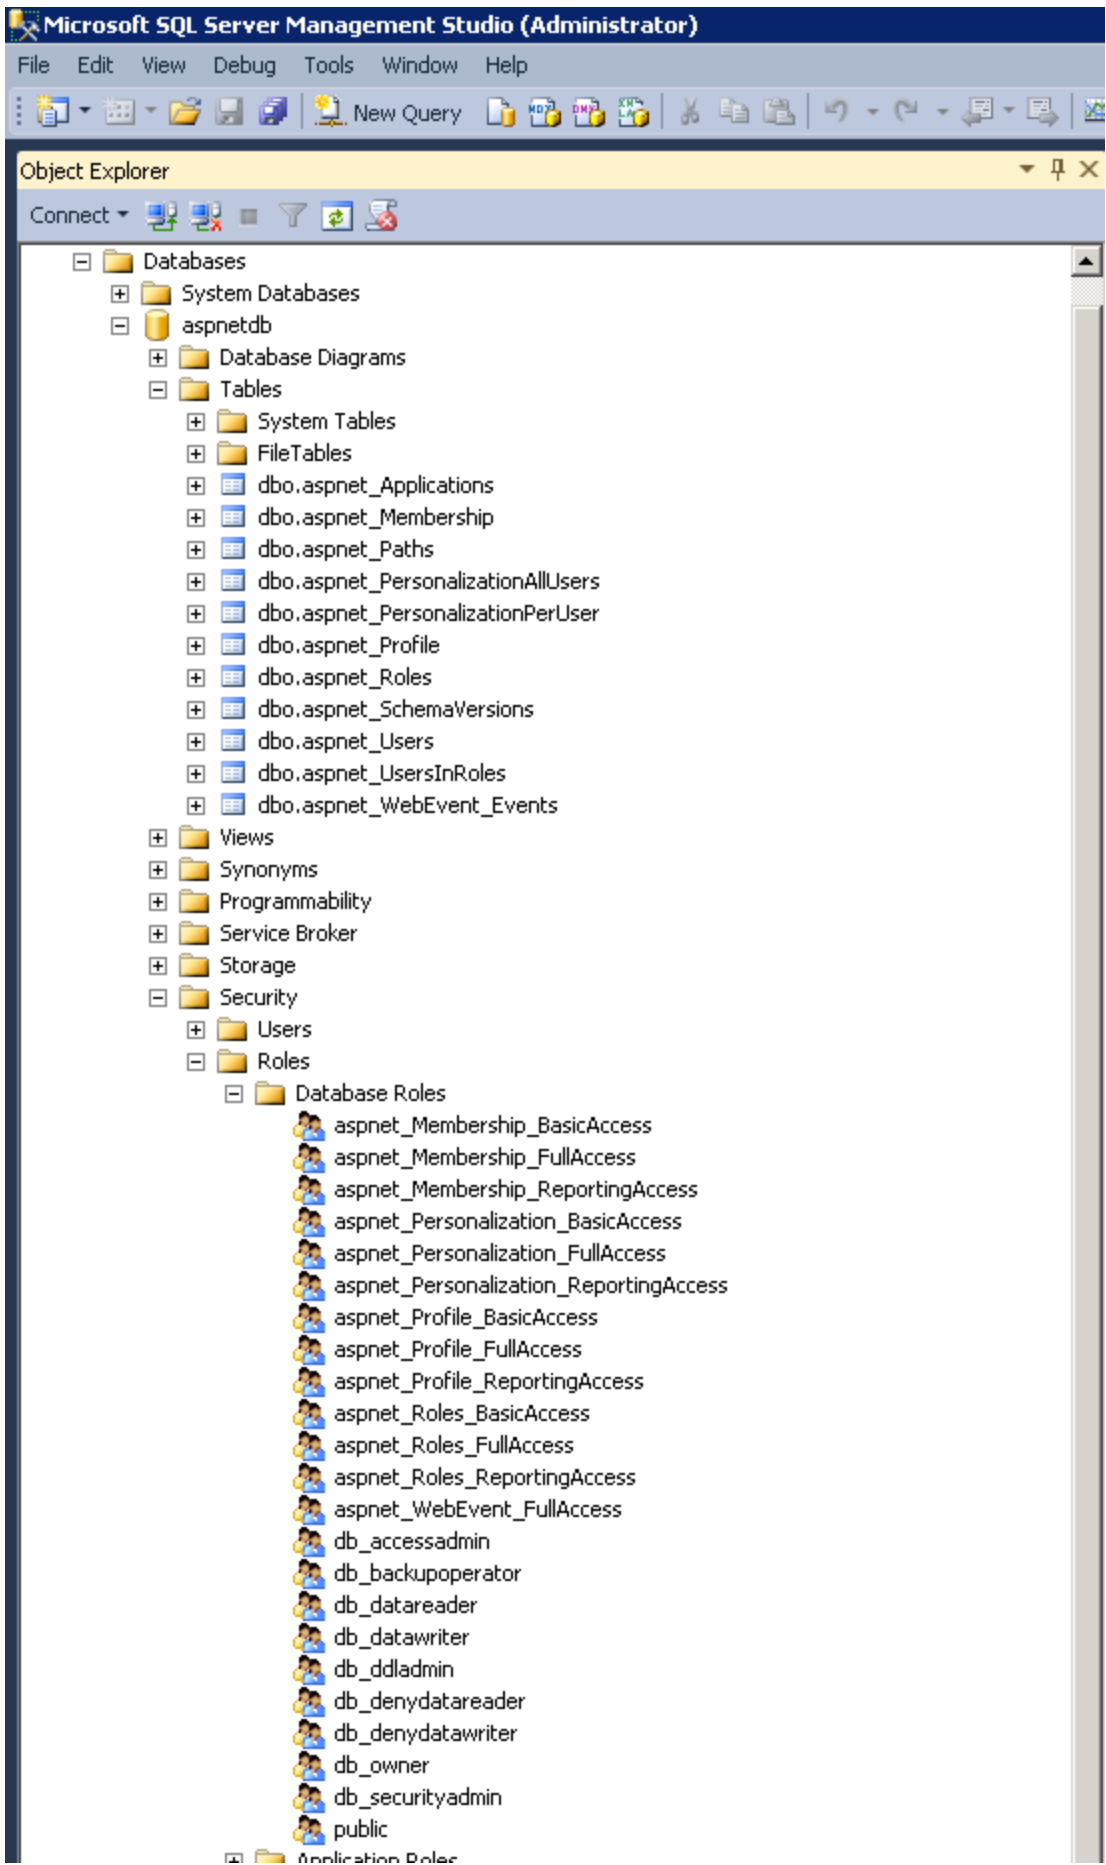 Microsoft SQL Server Management Studio (Administrator)
File Edit View Debug Tools Window Help
New Query
Object Explorer
Connect
Databases
System Databases
aspnetdb
Database Diagrams
Tables
System Tables
FileTables
dbo.aspnet_Applications
dbo.aspnet_Membership
dbo.aspnet_Paths
dbo.aspnet_PersonalizationAllUsers
dbo.aspnet_PersonalizationPerUser
dbo.aspnet_Profile
dbo.aspnet_Roles
dbo.aspnet_SchemaVersions
dbo.aspnet_Users
dbo.aspnet_UsersInRoles
dbo.aspnet_WebEvent_Events
Views
Synonyms
Programmability
Service Broker
Storage
Security
Users
Roles
Database Roles
aspnet_Membership_BasicAccess
aspnet_Membership_FullAccess
aspnet_Membership_ReportingAccess
aspnet_Personalization_BasicAccess
aspnet_Personalization_FullAccess
aspnet_Personalization_ReportingAccess
aspnet_Profile_BasicAccess
aspnet_Profile_FullAccess
aspnet_Profile_ReportingAccess
aspnet_Roles_BasicAccess
aspnet_Roles_FullAccess
aspnet_Roles_ReportingAccess
aspnet_WebEvent_FullAccess
db_accessadmin
db_backupoperator
db_datareader
db_datawriter
db_ddladmin
db_denydatareader
db_denydatawriter
db_owner
db_securityadmin
public
Application Roles